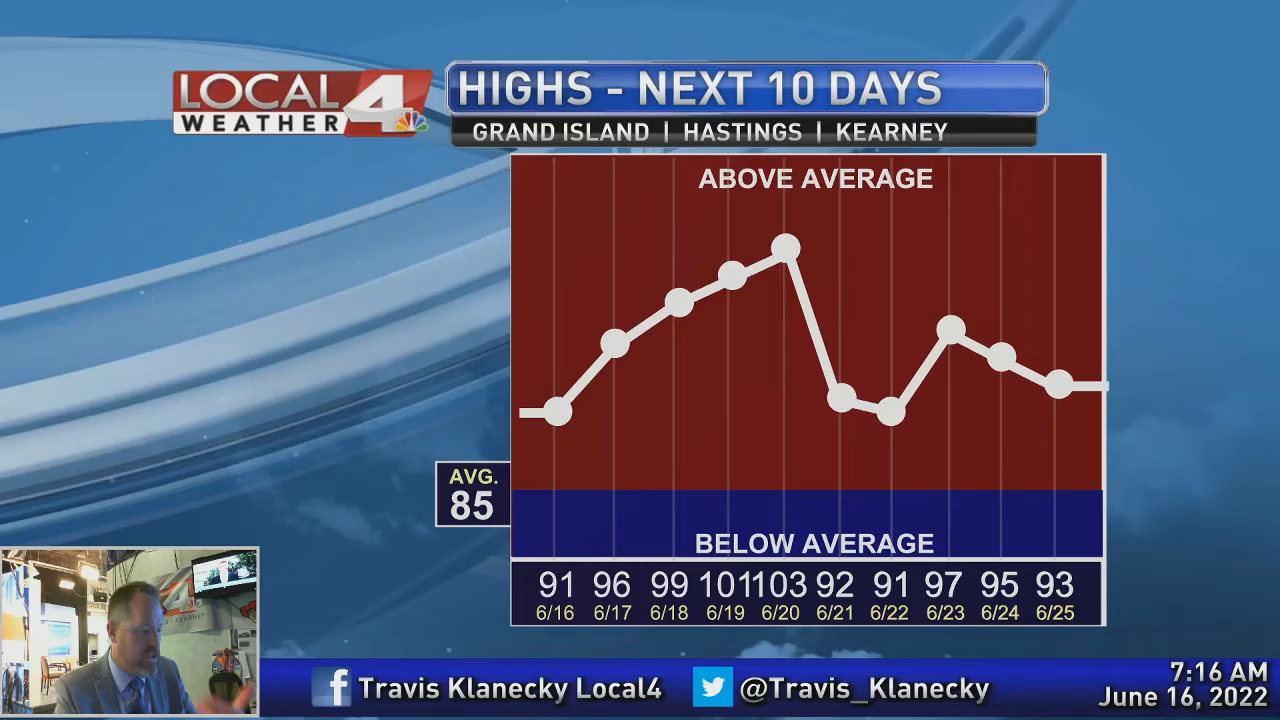 LOCAL 4
WEATHER
HIGHS - NEXT 10 DAYS
GRAND ISLAND | HASTINGS | KEARNEY
ABOVE AVERAGE
AVG.
85
BELOW AVERAGE
91 96 99 101 103 92 91 97 95 93
6/16 6/17 6/18 6/19 6/20 6/21 6/22 6/23 6/24 6/25
KEARNEY
f Travis Klanecky Local4
@Travis_Klanecky
7:16 AM
June 16, 2022